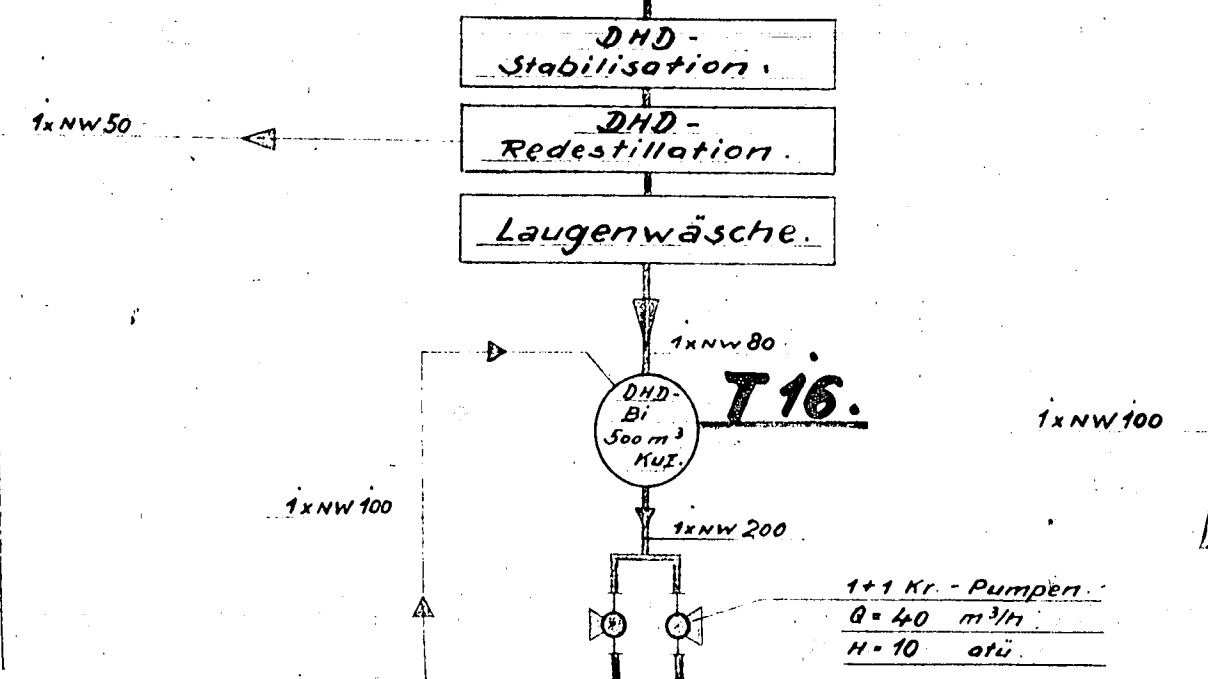 DHD -
Stabilisation.
1x NW 50
DHD -
Redestillation.
Laugenwäsche.
1x NW 80
DHD-
Bi
500 m³
KuI.
T 16.
1x NW 100
1x NW 100
1x NW 200
1+1 Kr. - Pumpen.
Q = 40 m³/h
H = 10 atü.